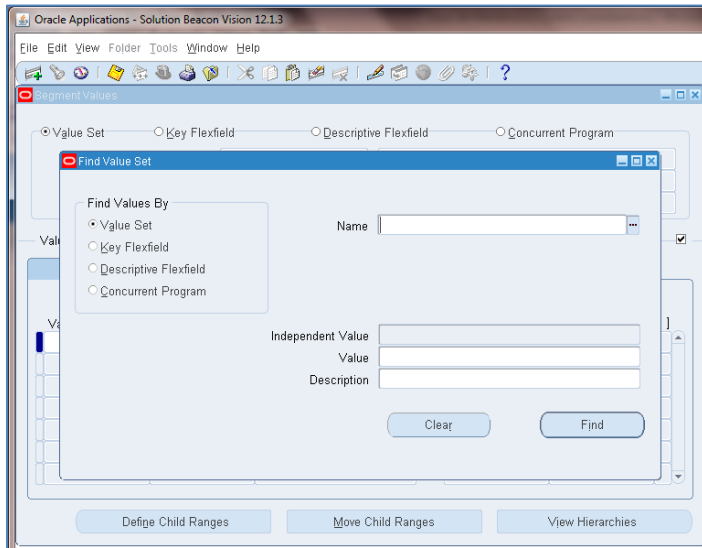 Oracle Applications - Solution Beacon Vision 12.1.3
File Edit View Folder Tools Window Help
Segment Values
Value Set Key Flexfield Descriptive Flexfield Concurrent Program
Find Value Set
Find Values By
Value Set
Name
Key Flexfield
Descriptive Flexfield
Concurrent Program
]
Independent Value
Value
Description
Clear Find
Define Child Ranges Move Child Ranges View Hierarchies